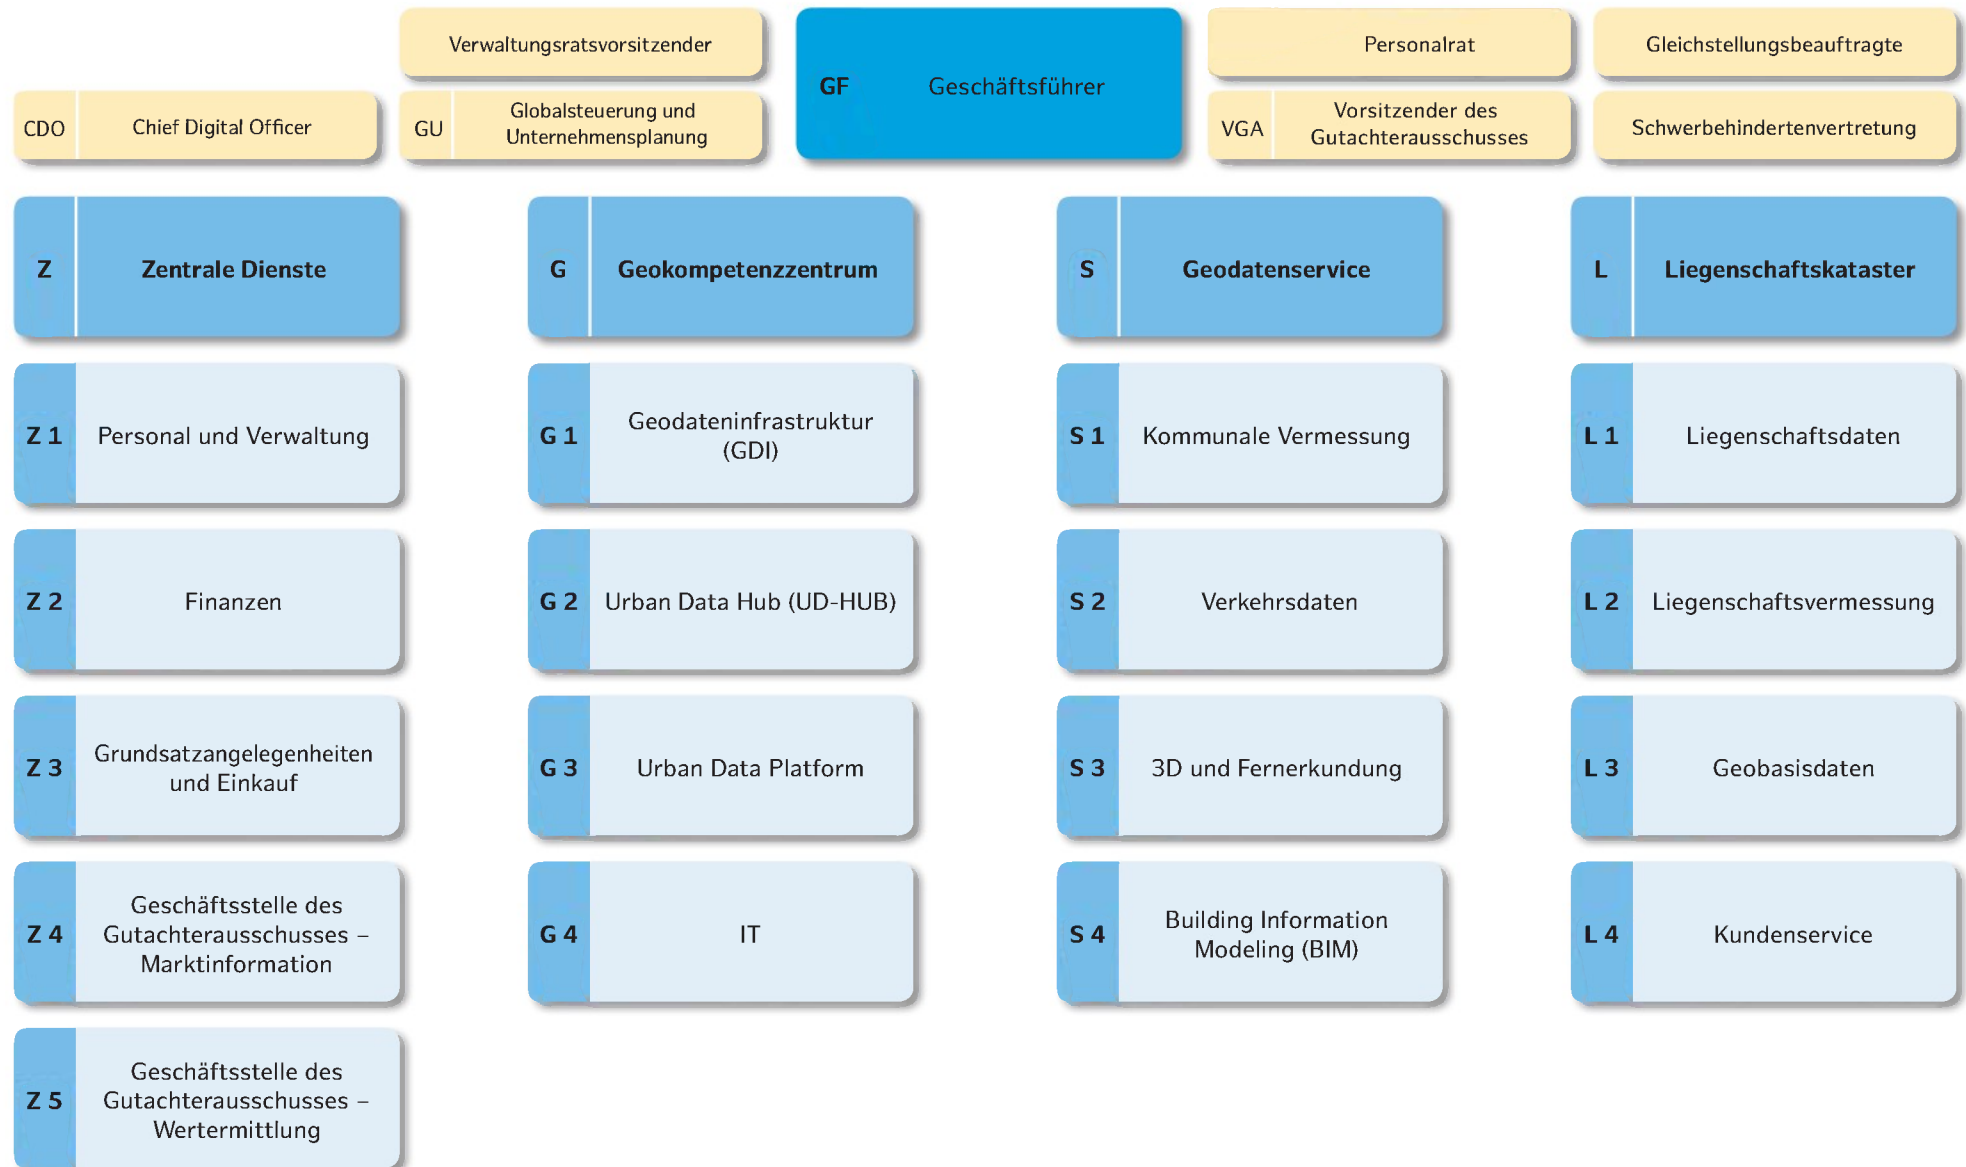 Verwaltungsratsvorsitzender
GF Geschäftsführer
Personalrat
Gleichstellungsbeauftragte
CDO Chief Digital Officer
GU Globalsteuerung und
Unternehmensplanung
VGA Vorsitzender des
Gutachterausschusses
Schwerbehindertenvertretung
Z Zentrale Dienste
G Geokompetenzzentrum
S Geodatenservice
L Liegenschaftskataster
Z 1 Personal und Verwaltung
G 1 Geodateninfrastruktur
(GDI)
S 1 Kommunale Vermessung
L 1 Liegenschaftsdaten
Z 2 Finanzen
G 2 Urban Data Hub (UD-HUB)
S 2 Verkehrsdaten
L 2 Liegenschaftsvermessung
Z 3 Grundsatzangelegenheiten
und Einkauf
G 3 Urban Data Platform
S 3 3D und Fernerkundung
L 3 Geobasisdaten
Z 4 Geschäftsstelle des
Gutachterausschusses –
Marktinformation
G 4 IT
S 4 Building Information
Modeling (BIM)
L 4 Kundenservice
Z 5 Geschäftsstelle des
Gutachterausschusses –
Wertermittlung